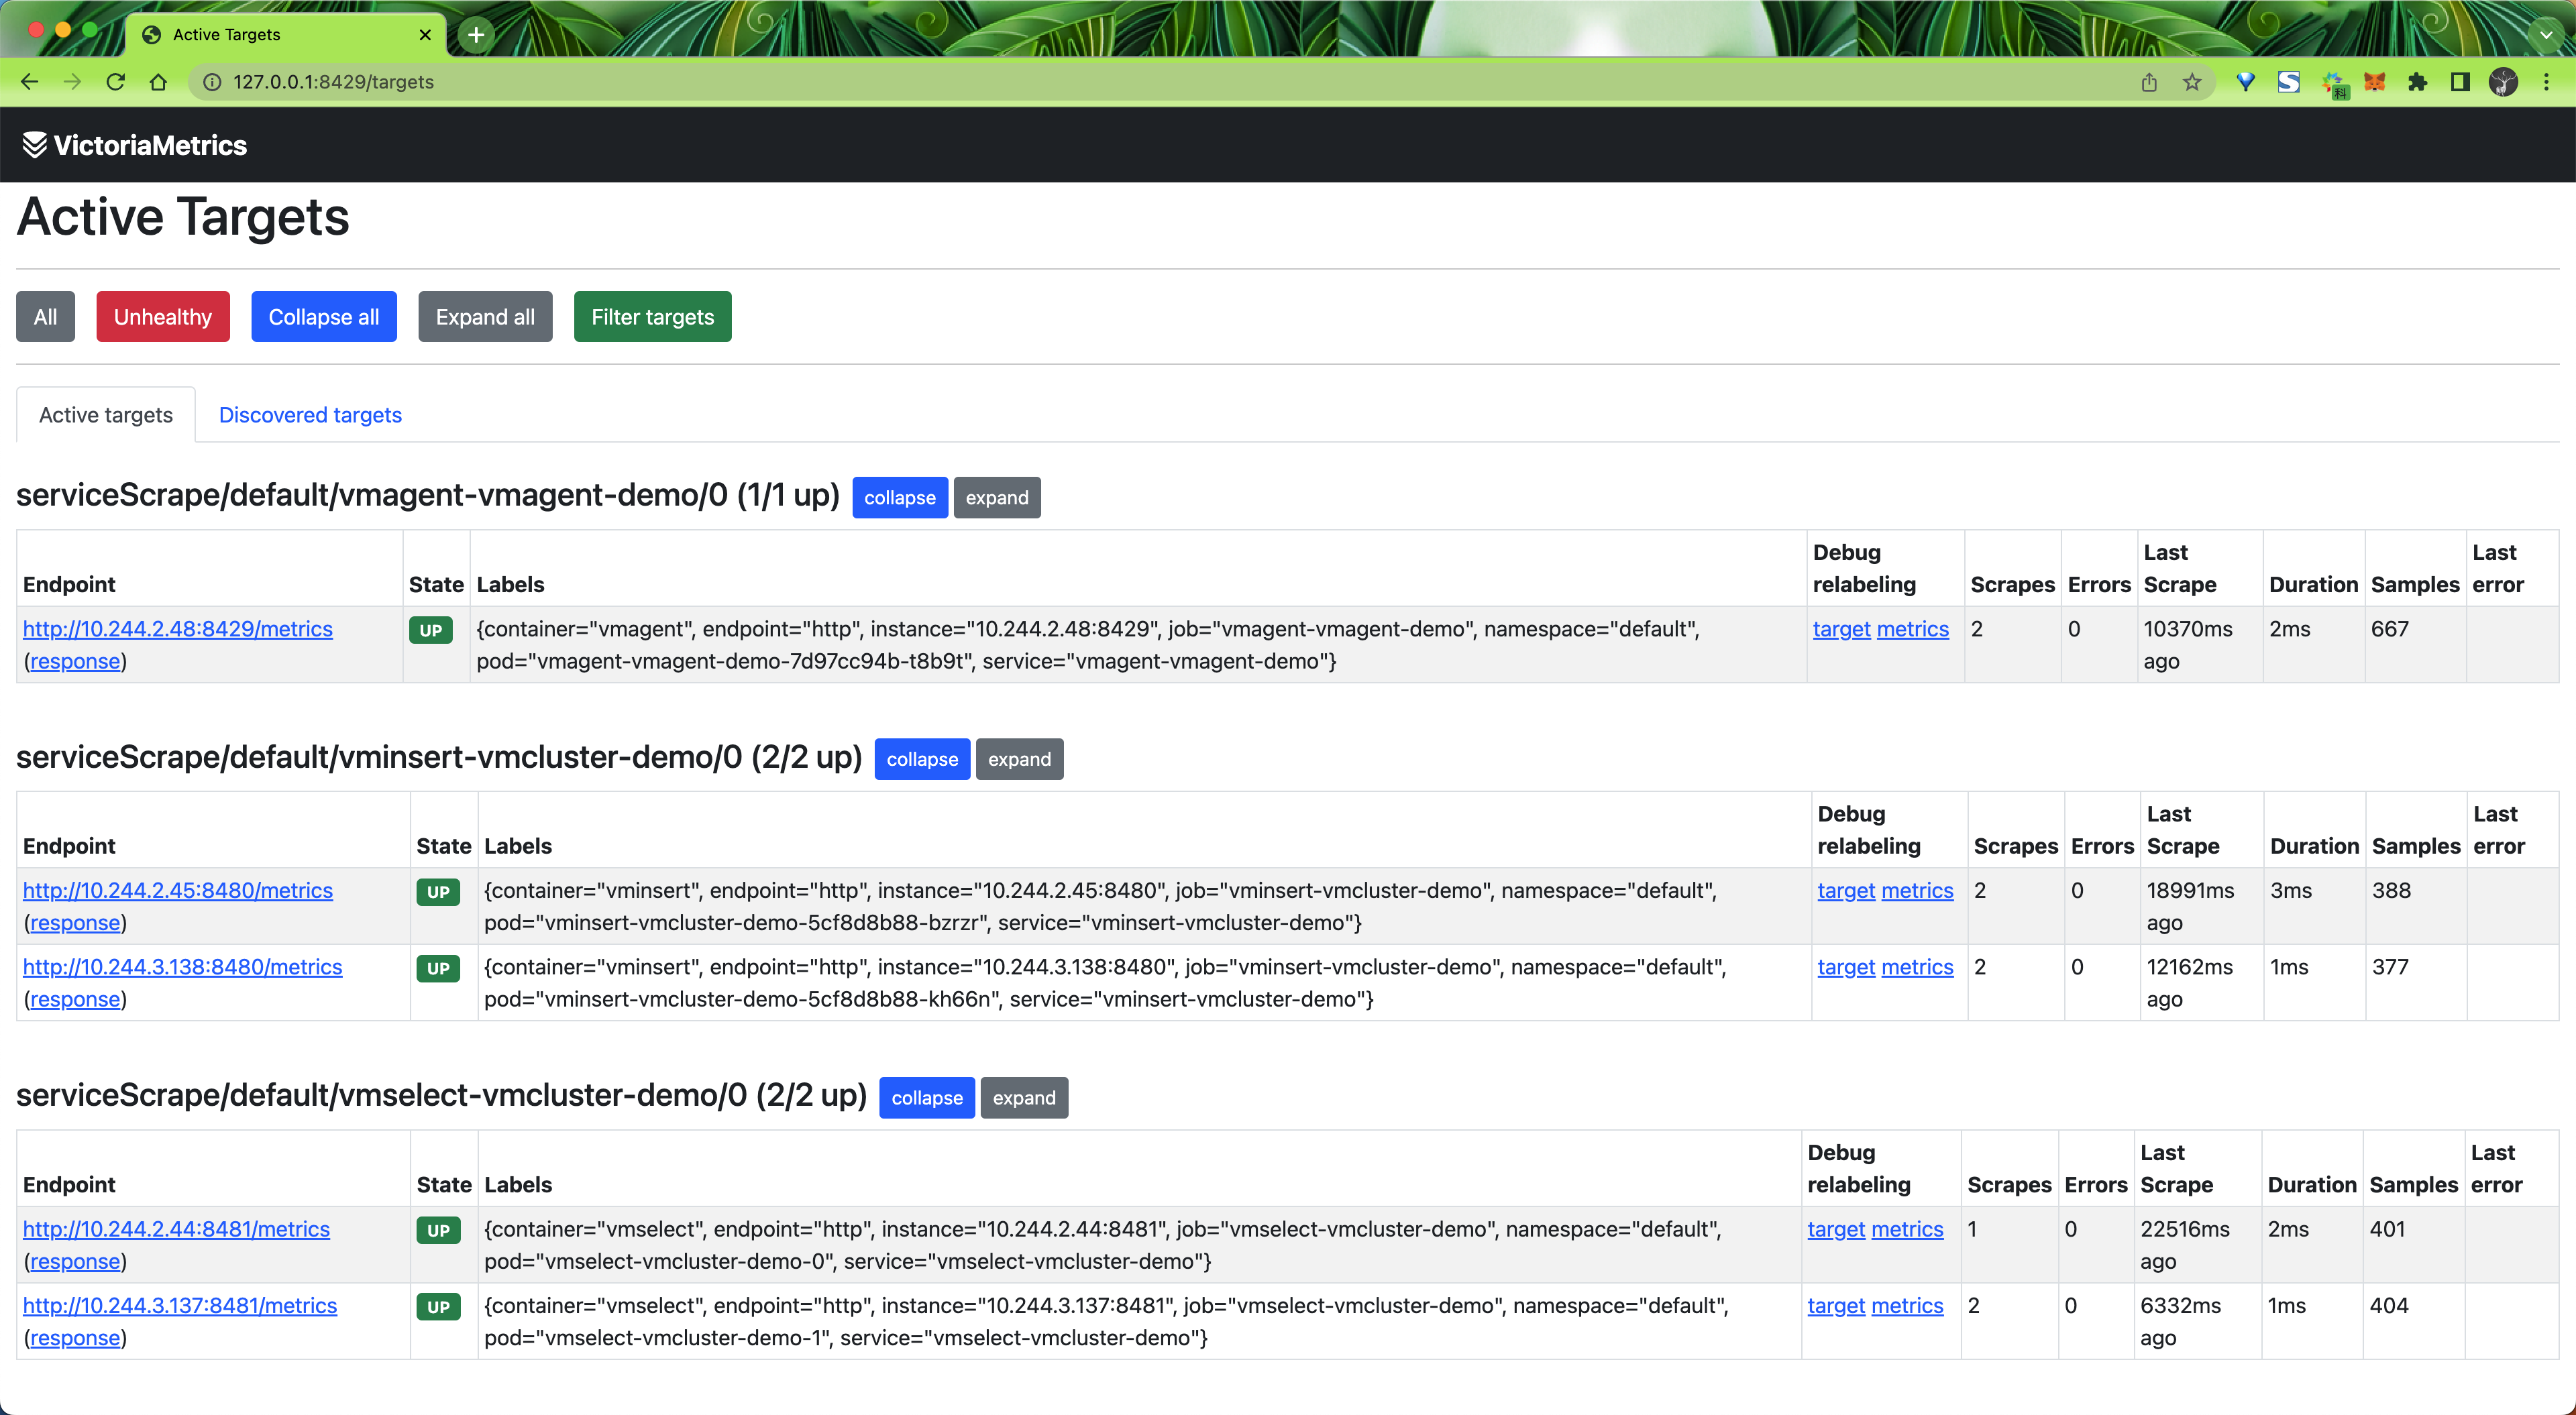 Active Targets
127.0.0.1:8429/targets
科
VictoriaMetrics
Active Targets
All Unhealthy Collapse all Expand all Filter targets
Active targets Discovered targets
serviceScrape/default/vmagent-vmagent-demo/0 (1/1 up) collapse expand
Endpoint State Labels Debug relabeling Scrapes Errors Last Scrape Duration Samples Last error
http://10.244.2.48:8429/metrics UP {container="vmagent", endpoint="http", instance="10.244.2.48:8429", job="vmagent-vmagent-demo", namespace="default", target metrics 2 0 10370ms 2ms 667
(response) pod="vmagent-vmagent-demo-7d97cc94b-t8b9t", service="vmagent-vmagent-demo"} ago
serviceScrape/default/vminsert-vmcluster-demo/0 (2/2 up) collapse expand
Endpoint State Labels Debug relabeling Scrapes Errors Last Scrape Duration Samples Last error
http://10.244.2.45:8480/metrics UP {container="vminsert", endpoint="http", instance="10.244.2.45:8480", job="vminsert-vmcluster-demo", namespace="default", target metrics 2 0 18991ms 3ms 388
(response) pod="vminsert-vmcluster-demo-5cf8d8b88-bzrzr", service="vminsert-vmcluster-demo"} ago
http://10.244.3.138:8480/metrics UP {container="vminsert", endpoint="http", instance="10.244.3.138:8480", job="vminsert-vmcluster-demo", namespace="default", target metrics 2 0 12162ms 1ms 377
(response) pod="vminsert-vmcluster-demo-5cf8d8b88-kh66n", service="vminsert-vmcluster-demo"} ago
serviceScrape/default/vmselect-vmcluster-demo/0 (2/2 up) collapse expand
Endpoint State Labels Debug relabeling Scrapes Errors Last Scrape Duration Samples Last error
http://10.244.2.44:8481/metrics UP {container="vmselect", endpoint="http", instance="10.244.2.44:8481", job="vmselect-vmcluster-demo", namespace="default", target metrics 1 0 22516ms 2ms 401
(response) pod="vmselect-vmcluster-demo-0", service="vmselect-vmcluster-demo"} ago
http://10.244.3.137:8481/metrics UP {container="vmselect", endpoint="http", instance="10.244.3.137:8481", job="vmselect-vmcluster-demo", namespace="default", target metrics 2 0 6332ms 1ms 404
(response) pod="vmselect-vmcluster-demo-1", service="vmselect-vmcluster-demo"} ago